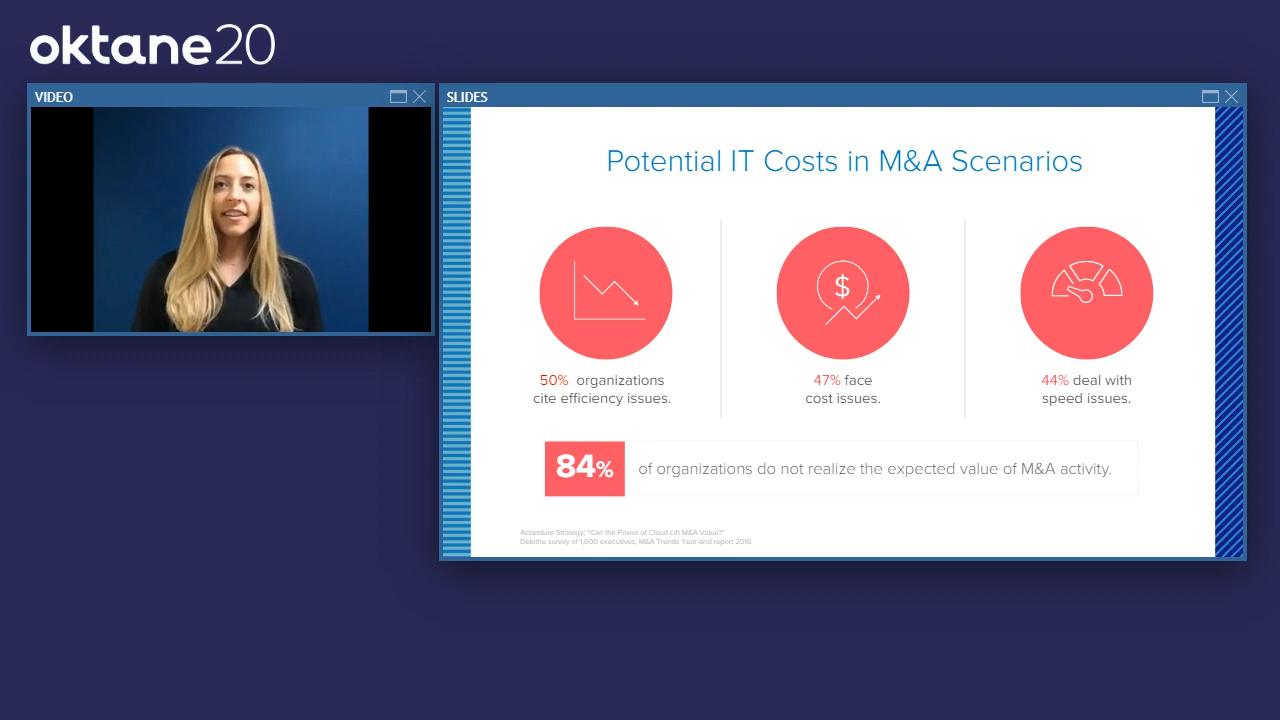 oktane20
VIDEO
SLIDES
Potential IT Costs in M&A Scenarios
$
50% organizations
cite efficiency issues.
47% face
cost issues.
44% deal with
speed issues.
84% of organizations do not realize the expected value of M&A activity.
Accenture Strategy; "Can the Power of Cloud Lift M&A Value?"
Deloitte survey of 1,000 executives; M&A Trends Year-end report 2016